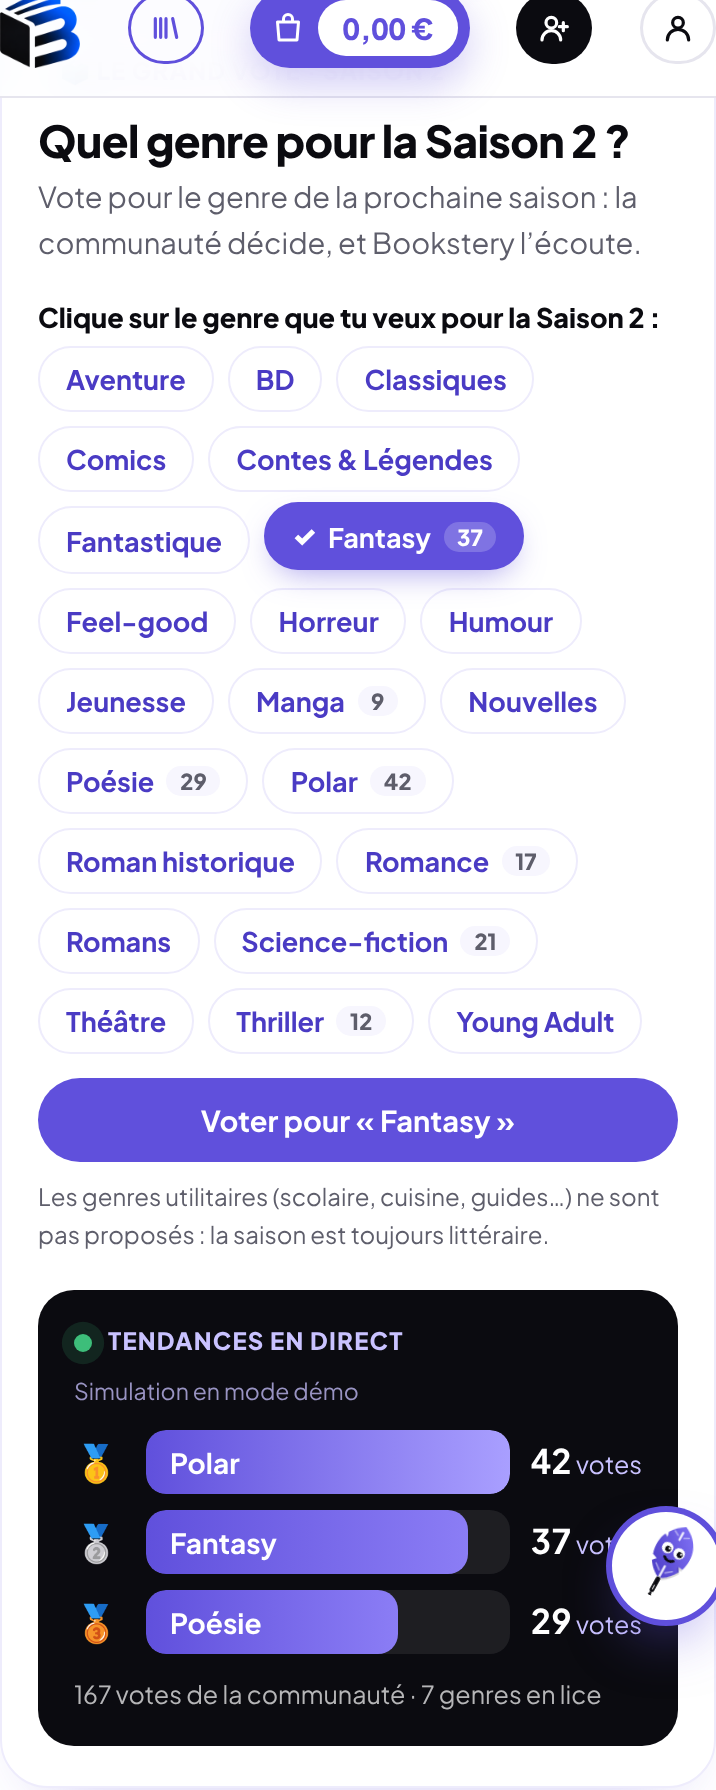 0,00 €
Quel genre pour la Saison 2 ?
Vote pour le genre de la prochaine saison : la
communauté décide, et Bookstery l’écoute.
Clique sur le genre que tu veux pour la Saison 2 :
Aventure BD Classiques
Comics Contes & Légendes
Fantastique Fantasy 37
Feel-good Horreur Humour
Jeunesse Manga 9 Nouvelles
Poésie 29 Polar 42
Roman historique Romance 17
Romans Science-fiction 21
Théâtre Thriller 12 Young Adult
Voter pour « Fantasy »
Les genres utilitaires (scolaire, cuisine, guides…) ne sont
pas proposés : la saison est toujours littéraire.
TENDANCES EN DIRECT
Simulation en mode démo
1 Polar 42 votes
2 Fantasy 37
3 Poésie 29 votes
167 votes de la communauté · 7 genres en lice